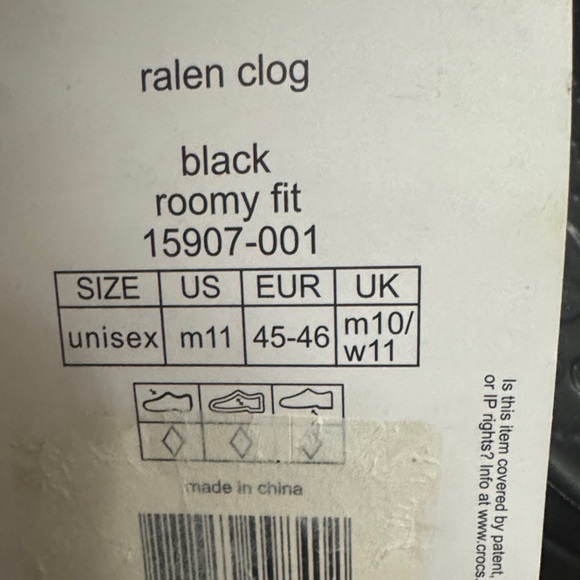 ralen clog
black
roomy fit
15907-001
SIZE US EUR UK
unisex m11 45-46 m10/
w11
made in china
Is this item covered by patent,
or IP rights? Info at www.crocs.